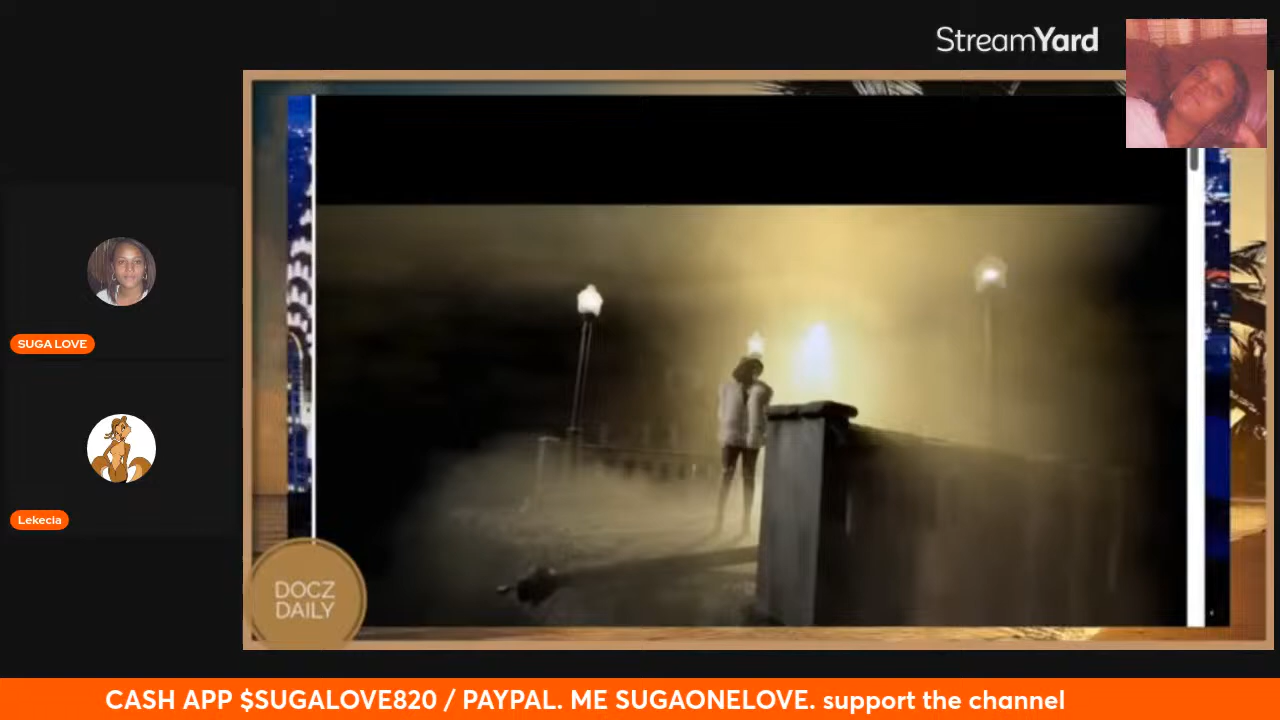 StreamYard
SUGA LOVE
Lekecia
DOCZ
DAILY
CASH APP $SUGALOVE820 / PAYPAL. ME SUGAONELOVE. support the channel